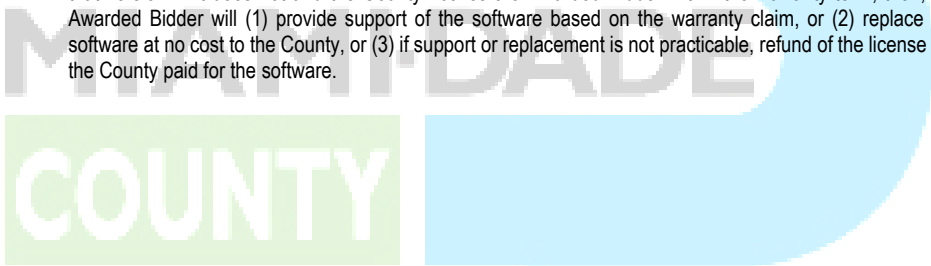 Awarded Bidder will (1) provide support of the software based on the warranty claim, or (2) replace
software at no cost to the County, or (3) if support or replacement is not practicable, refund of the license
the County paid for the software.
MIAMI-DADE
COUNTY